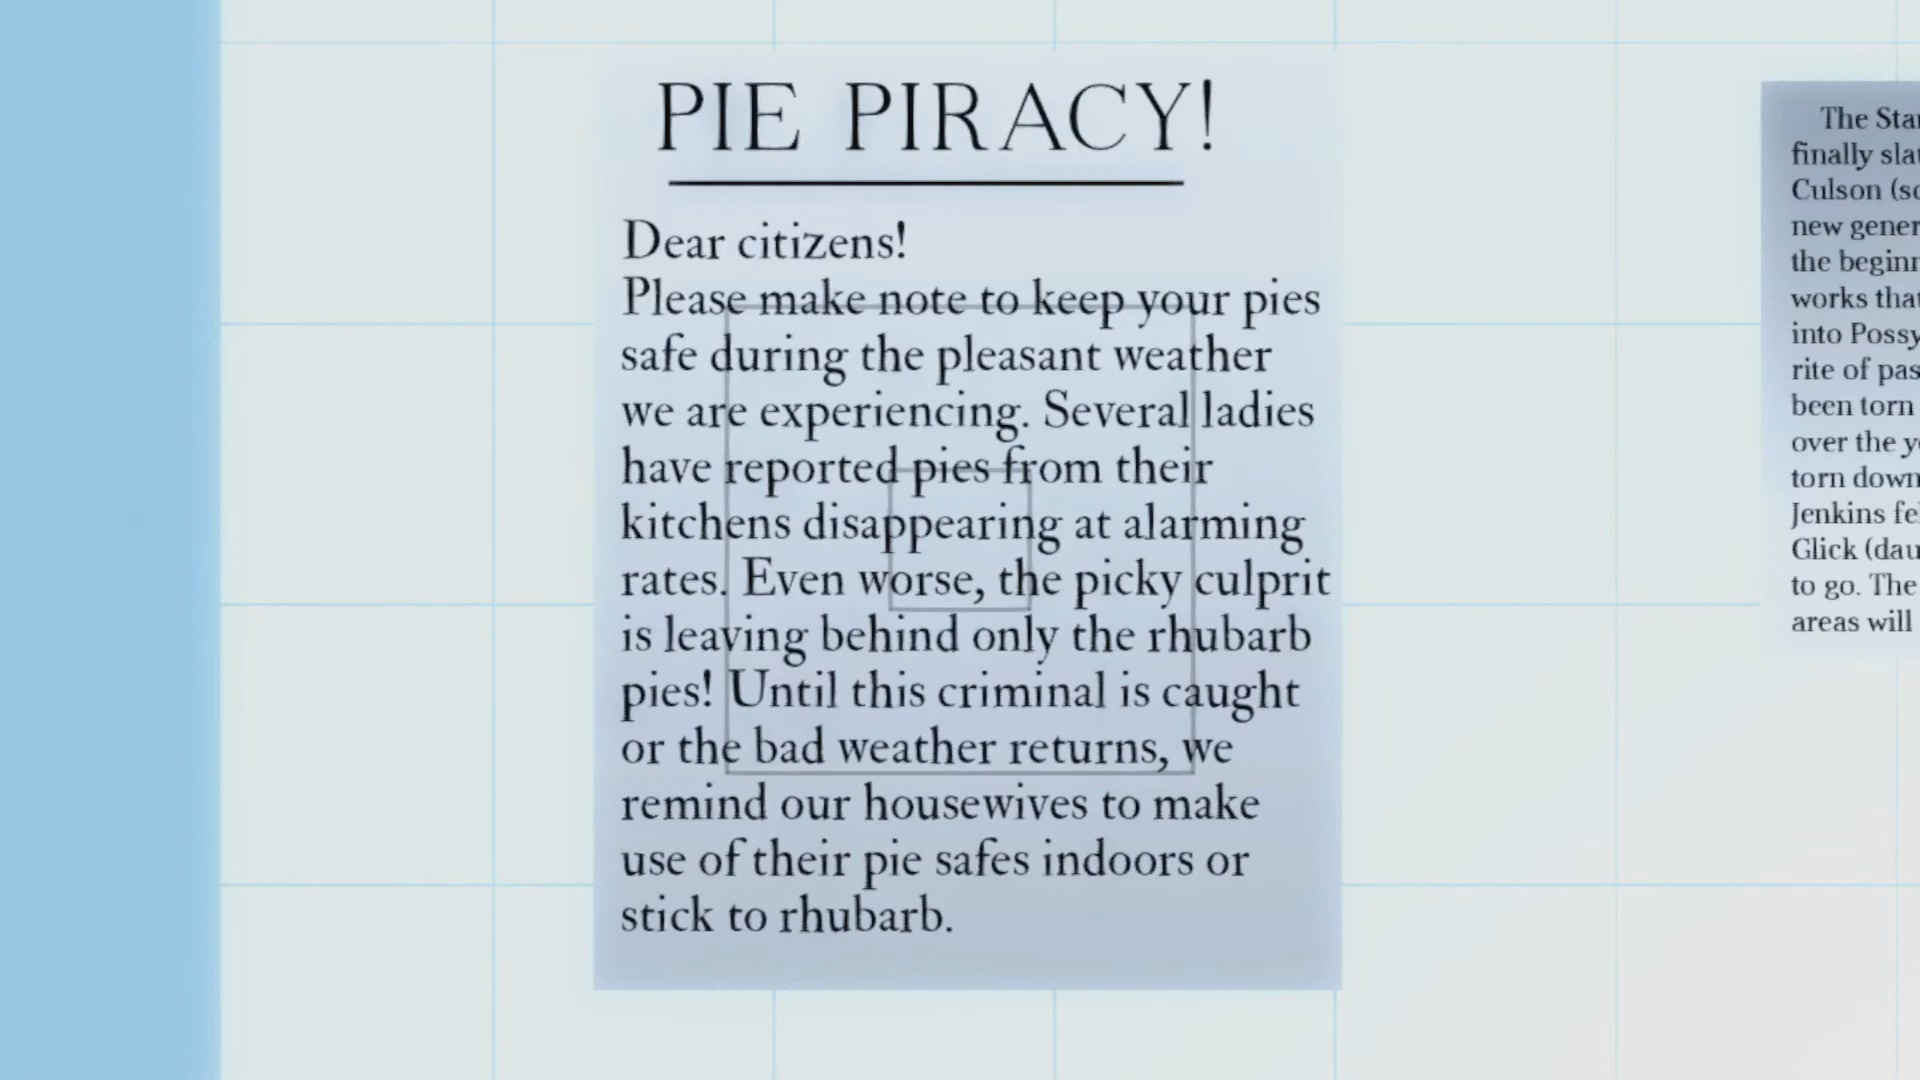 PIE PIRACY!
Dear citizens!
Please make note to keep your pies
safe during the pleasant weather
we are experiencing. Several ladies
have reported pies from their
kitchens disappearing at alarming
rates. Even worse, the picky culprit
is leaving behind only the rhubarb
pies! Until this criminal is caught
or the bad weather returns, we
remind our housewives to make
use of their pie safes indoors or
stick to rhubarb.
The
finally
Culson
new
the
works
into
rite of
been torn
over the
torn down
Jenkins
Glick
to go. The
areas will